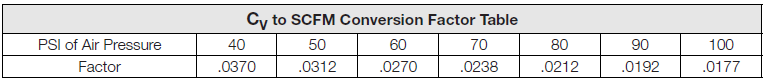 Cv to SCFM Conversion Factor Table
PSI of Air Pressure 40 50 60 70 80 90 100
Factor .0370 .0312 .0270 .0238 .0212 .0192 .0177